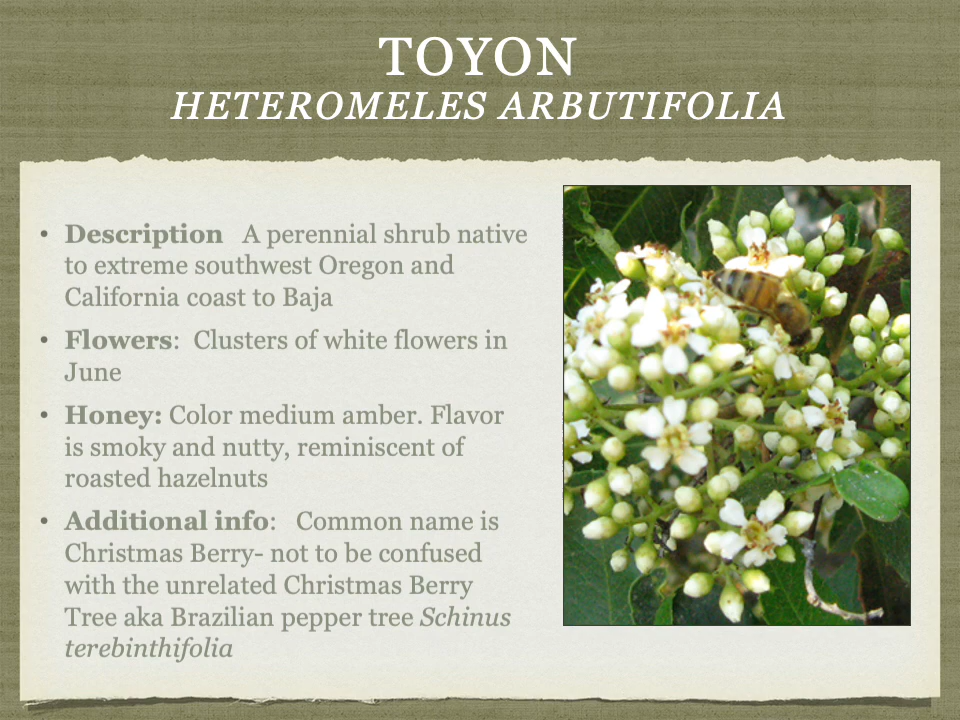 TOYON
HETEROMELES ARBUTIFOLIA
• Description   A perennial shrub native
to extreme southwest Oregon and
California coast to Baja
• Flowers:  Clusters of white flowers in
June
• Honey: Color medium amber. Flavor
is smoky and nutty, reminiscent of
roasted hazelnuts
• Additional info:   Common name is
Christmas Berry- not to be confused
with the unrelated Christmas Berry
Tree aka Brazilian pepper tree Schinus
terebinthifolia